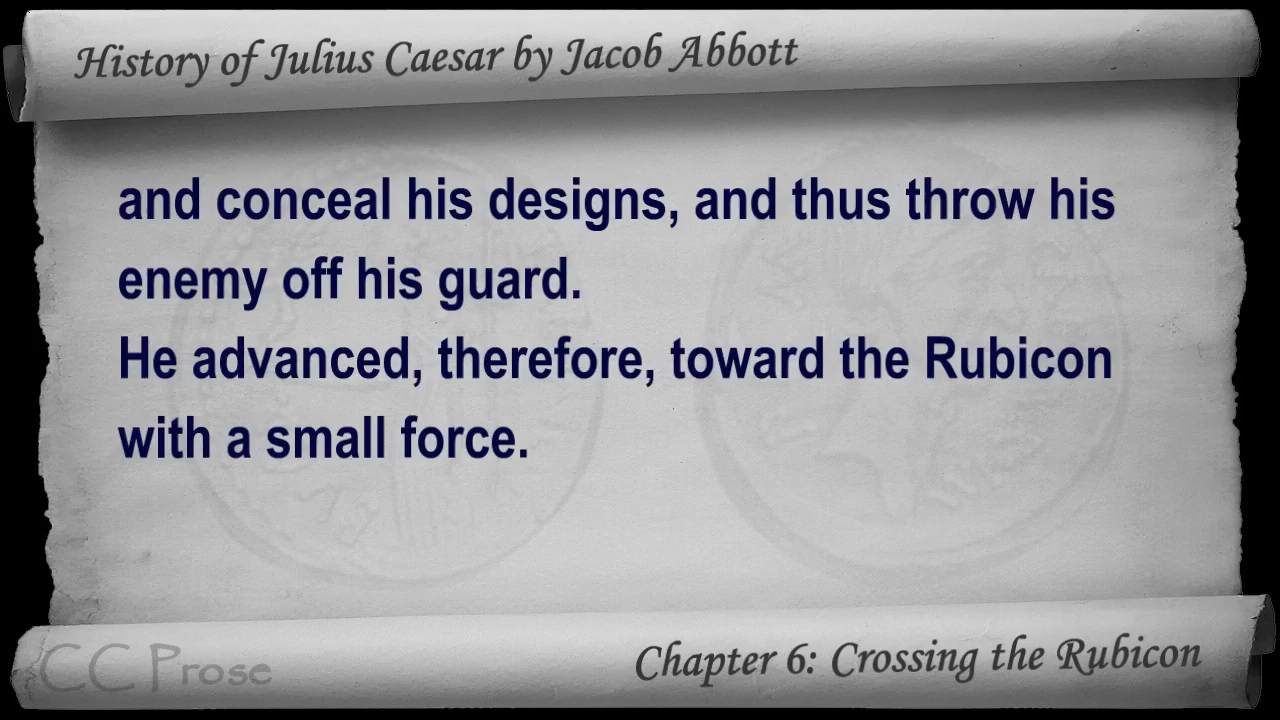 History of Julius Caesar by Jacob Abbott
and conceal his designs, and thus throw his
enemy off his guard.
He advanced, therefore, toward the Rubicon
with a small force.
CC Prose
Chapter 6: Crossing the Rubicon